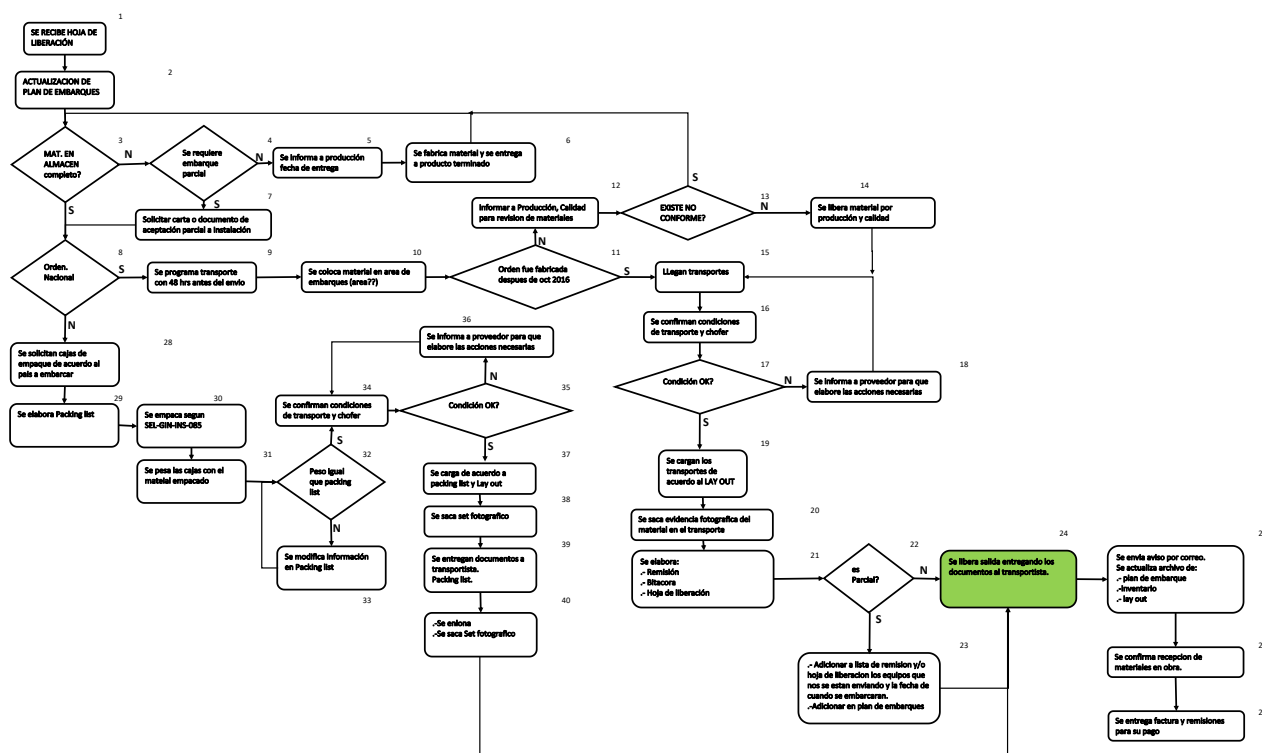 1
SE RECIBE HOJA DE
LIBERACIÓN
2
ACTUALIZACION DE
PLAN DE EMBARQUES
3
MAT. EN
ALMACEN
completo?
N
S
4
Se requiere
embarque
parcial
N
S
5
Se informa a producción
fecha de entrega
6
Se fabrica material y se entrega
a producto terminado
7
Solicitar carta o documento de
aceptación parcial a Instalación
8
Orden.
Nacional
S
N
9
Se programa transporte
con 48 hrs antes del envio
10
Se coloca material en area de
embarques (area??)
11
Orden fue fabricada
despues de oct 2016
N
S
12
Informar a Producción, Calidad
para revision de materiales
13
EXISTE NO
CONFORME?
S
N
14
Se libera material por
producción y calidad
15
LLegan transportes
16
Se confirman condiciones
de transporte y chofer
17
Condición OK?
N
S
18
Se informa a proveedor para que
elabore las acciones necesarias
19
Se cargan los
transportes de
acuerdo al LAY OUT
20
Se saca evidencia fotografica del
material en el transporte
21
Se elabora:
.- Remisión
.- Bitacora
.- Hoja de liberación
22
es
Parcial?
N
S
23
.- Adicionar a lista de remision y/o
hoja de liberacion los equipos que
nos se estan enviando y la fecha de
cuando se embarcaran.
.-Adicionar en plan de embarques
24
Se libera salida entregando los
documentos al transportista.
2
Se envia aviso por correo.
Se actualiza archivo de:
.- plan de embarque
.-inventario
.- lay out
2
Se confirma recepcion de
materiales en obra.
2
Se entrega factura y remisiones
para su pago
28
Se solicitan cajas de
empaque de acuerdo al
pais a embarcar
29
Se elabora Packing list
30
Se empaca segun
SEL-GIN-INS-085
31
Se pesa las cajas con el
mateial empacado
32
Peso igual
que packing
list
S
N
33
Se modifica información
en Packing list
34
Se confirman condiciones
de transporte y chofer
35
Condición OK?
N
S
36
Se informa a proveedor para que
elabore las acciones necesarias
37
Se carga de acuerdo a
packing list y Lay out
38
Se saca set fotografico
39
Se entregan documentos a
transportista.
Packing list.
40
.-Se enlona
.-Se saca Set fotografico